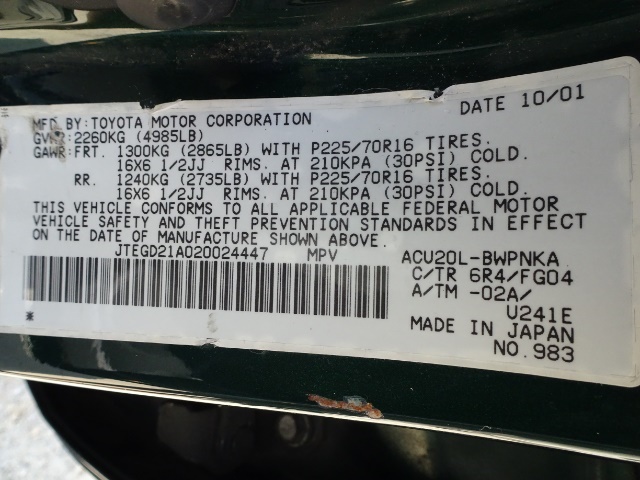 DATE 10/01
MFD BY: TOYOTA MOTOR CORPORATION
GVWR: 2260KG (4985LB)
GAWR: FRT. 1300KG (2865LB) WITH P225/70R16 TIRES.
16X6 1/2JJ RIMS. AT 210KPA (30PSI) COLD.
RR. 1240KG (2735LB) WITH P225/70R16 TIRES.
16X6 1/2JJ RIMS. AT 210KPA (30PSI) COLD.
THIS VEHICLE CONFORMS TO ALL APPLICABLE FEDERAL MOTOR
VEHICLE SAFETY AND THEFT PREVENTION STANDARDS IN EFFECT
ON THE DATE OF MANUFACTURE SHOWN ABOVE.
JTEGD21A020024447 MPV ACU20L-BWPNKA
C/TR 6R4/FG04
A/TM -02A/
U241E
MADE IN JAPAN
NO. 983